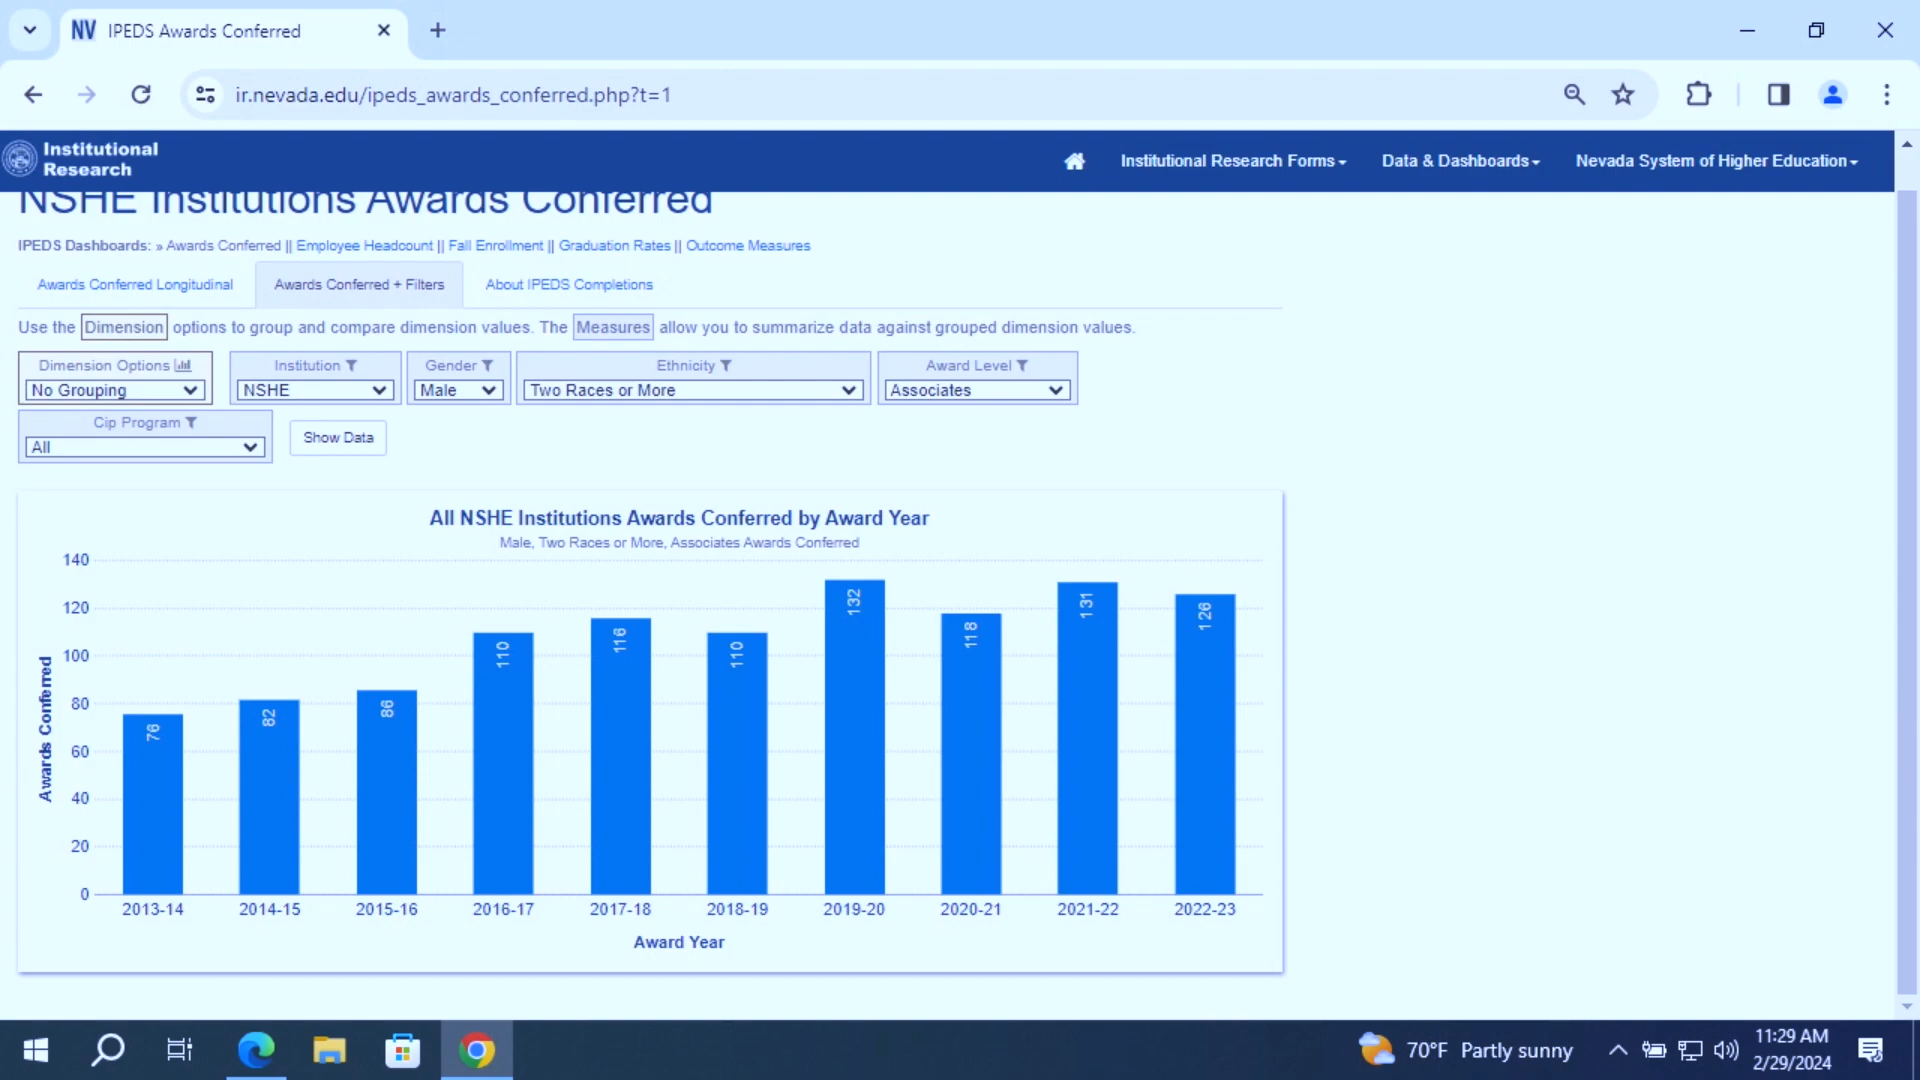 IPEDS Awards Conferred
ir.nevada.edu/ipeds_awards_conferred.php?t=1
Institutional
Research
Institutional Research Forms
Data & Dashboards
Nevada System of Higher Education
NSHE Institutions Awards Conferred
IPEDS Dashboards: » Awards Conferred || Employee Headcount || Fall Enrollment || Graduation Rates || Outcome Measures
Awards Conferred Longitudinal
Awards Conferred + Filters
About IPEDS Completions
Use the Dimension options to group and compare dimension values. The Measures allow you to summarize data against grouped dimension values.
Dimension Options
No Grouping
Institution
NSHE
Gender
Male
Ethnicity
Two Races or More
Award Level
Associates
Cip Program
All
Show Data
All NSHE Institutions Awards Conferred by Award Year
Male, Two Races or More, Associates Awards Conferred
Awards Conferred
140
120
100
80
60
40
20
0
76
82
86
110
116
110
132
118
131
126
2013-14
2014-15
2015-16
2016-17
2017-18
2018-19
2019-20
2020-21
2021-22
2022-23
Award Year
70°F Partly sunny
11:29 AM
2/29/2024